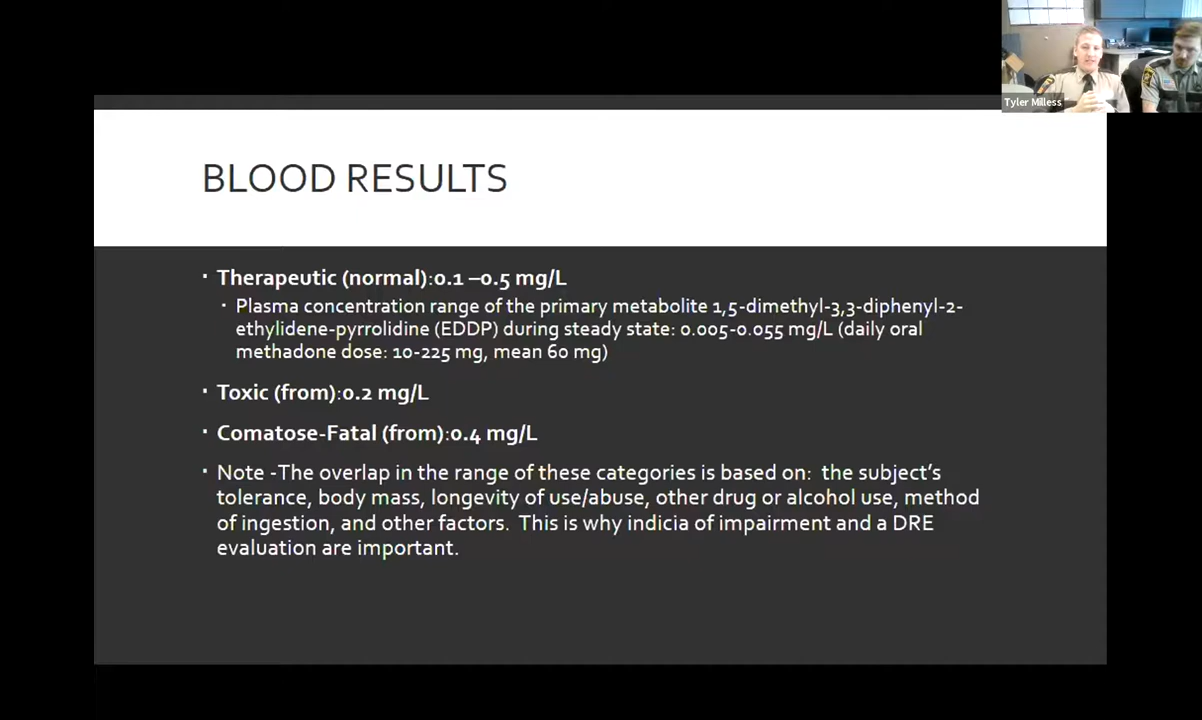 Tyler Milless
BLOOD RESULTS
▪ Therapeutic (normal):0.1 –0.5 mg/L
▪ Plasma concentration range of the primary metabolite 1,5-dimethyl-3,3-diphenyl-2-
ethylidene-pyrrolidine (EDDP) during steady state: 0.005-0.055 mg/L (daily oral
methadone dose: 10-225 mg, mean 60 mg)
▪ Toxic (from):0.2 mg/L
▪ Comatose-Fatal (from):0.4 mg/L
▪ Note -The overlap in the range of these categories is based on: the subject's
tolerance, body mass, longevity of use/abuse, other drug or alcohol use, method
of ingestion, and other factors. This is why indicia of impairment and a DRE
evaluation are important.